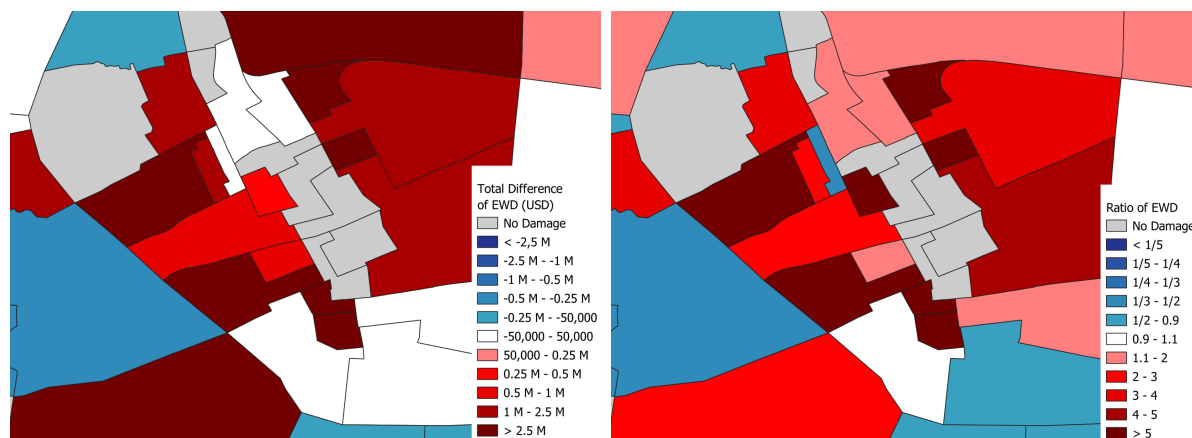 Total Difference
of EWD (USD)
No Damage
< -2,5 M
-2.5 M - -1 M
-1 M - -0.5 M
-0.5 M - -0.25 M
-0.25 M - -50,000
-50,000 - 50,000
50,000 - 0.25 M
0.25 M - 0.5 M
0.5 M - 1 M
1 M - 2.5 M
> 2.5 M
Ratio of EWD
No Damage
< 1/5
1/5 - 1/4
1/4 - 1/3
1/3 - 1/2
1/2 - 0.9
0.9 - 1.1
1.1 - 2
2 - 3
3 - 4
4 - 5
> 5